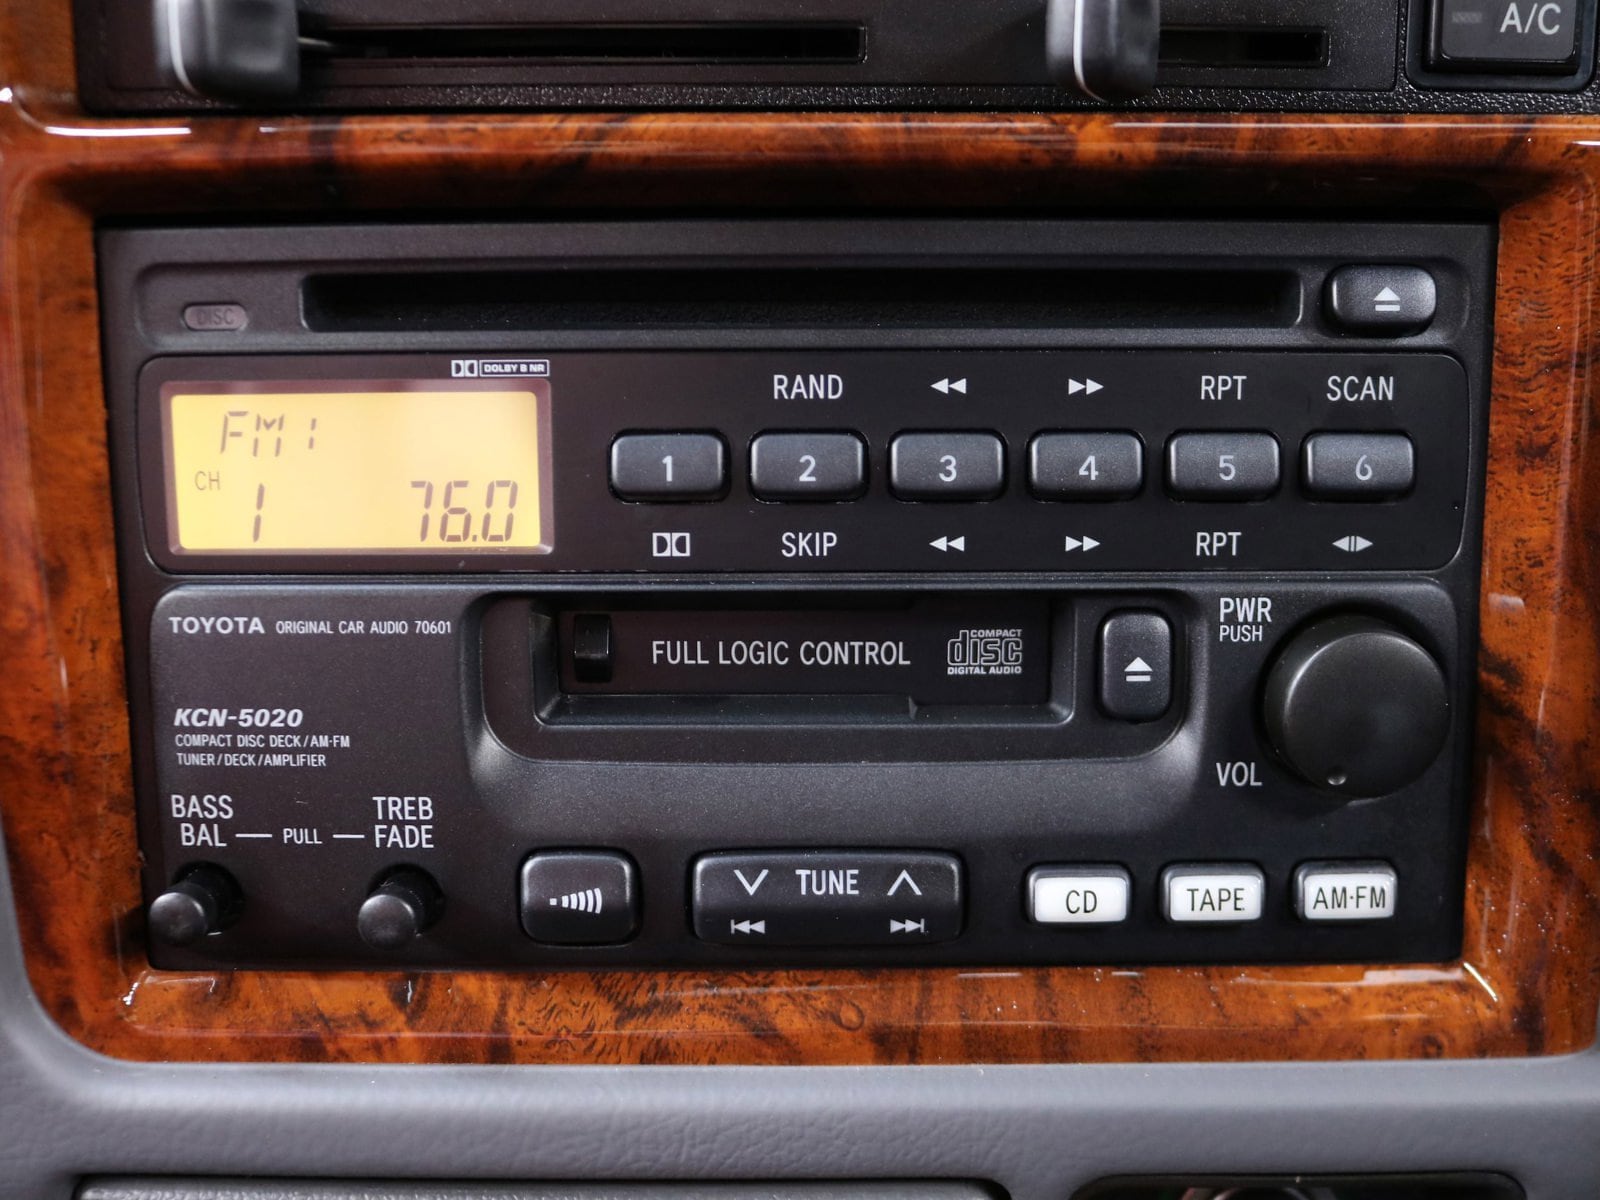 A/C
DISC
DOLBY B NR
FM1
CH
1 76.0
RAND RPT SCAN
1 2 3 4 5 6
SKIP RPT
TOYOTA ORIGINAL CAR AUDIO 70601
FULL LOGIC CONTROL
COMPACT
disc
DIGITAL AUDIO
PWR
PUSH
KCN-5020
COMPACT DISC DECK/AM·FM
TUNER/DECK/AMPLIFIER
VOL
BASS TREB
BAL — PULL — FADE
TUNE
CD TAPE AM·FM